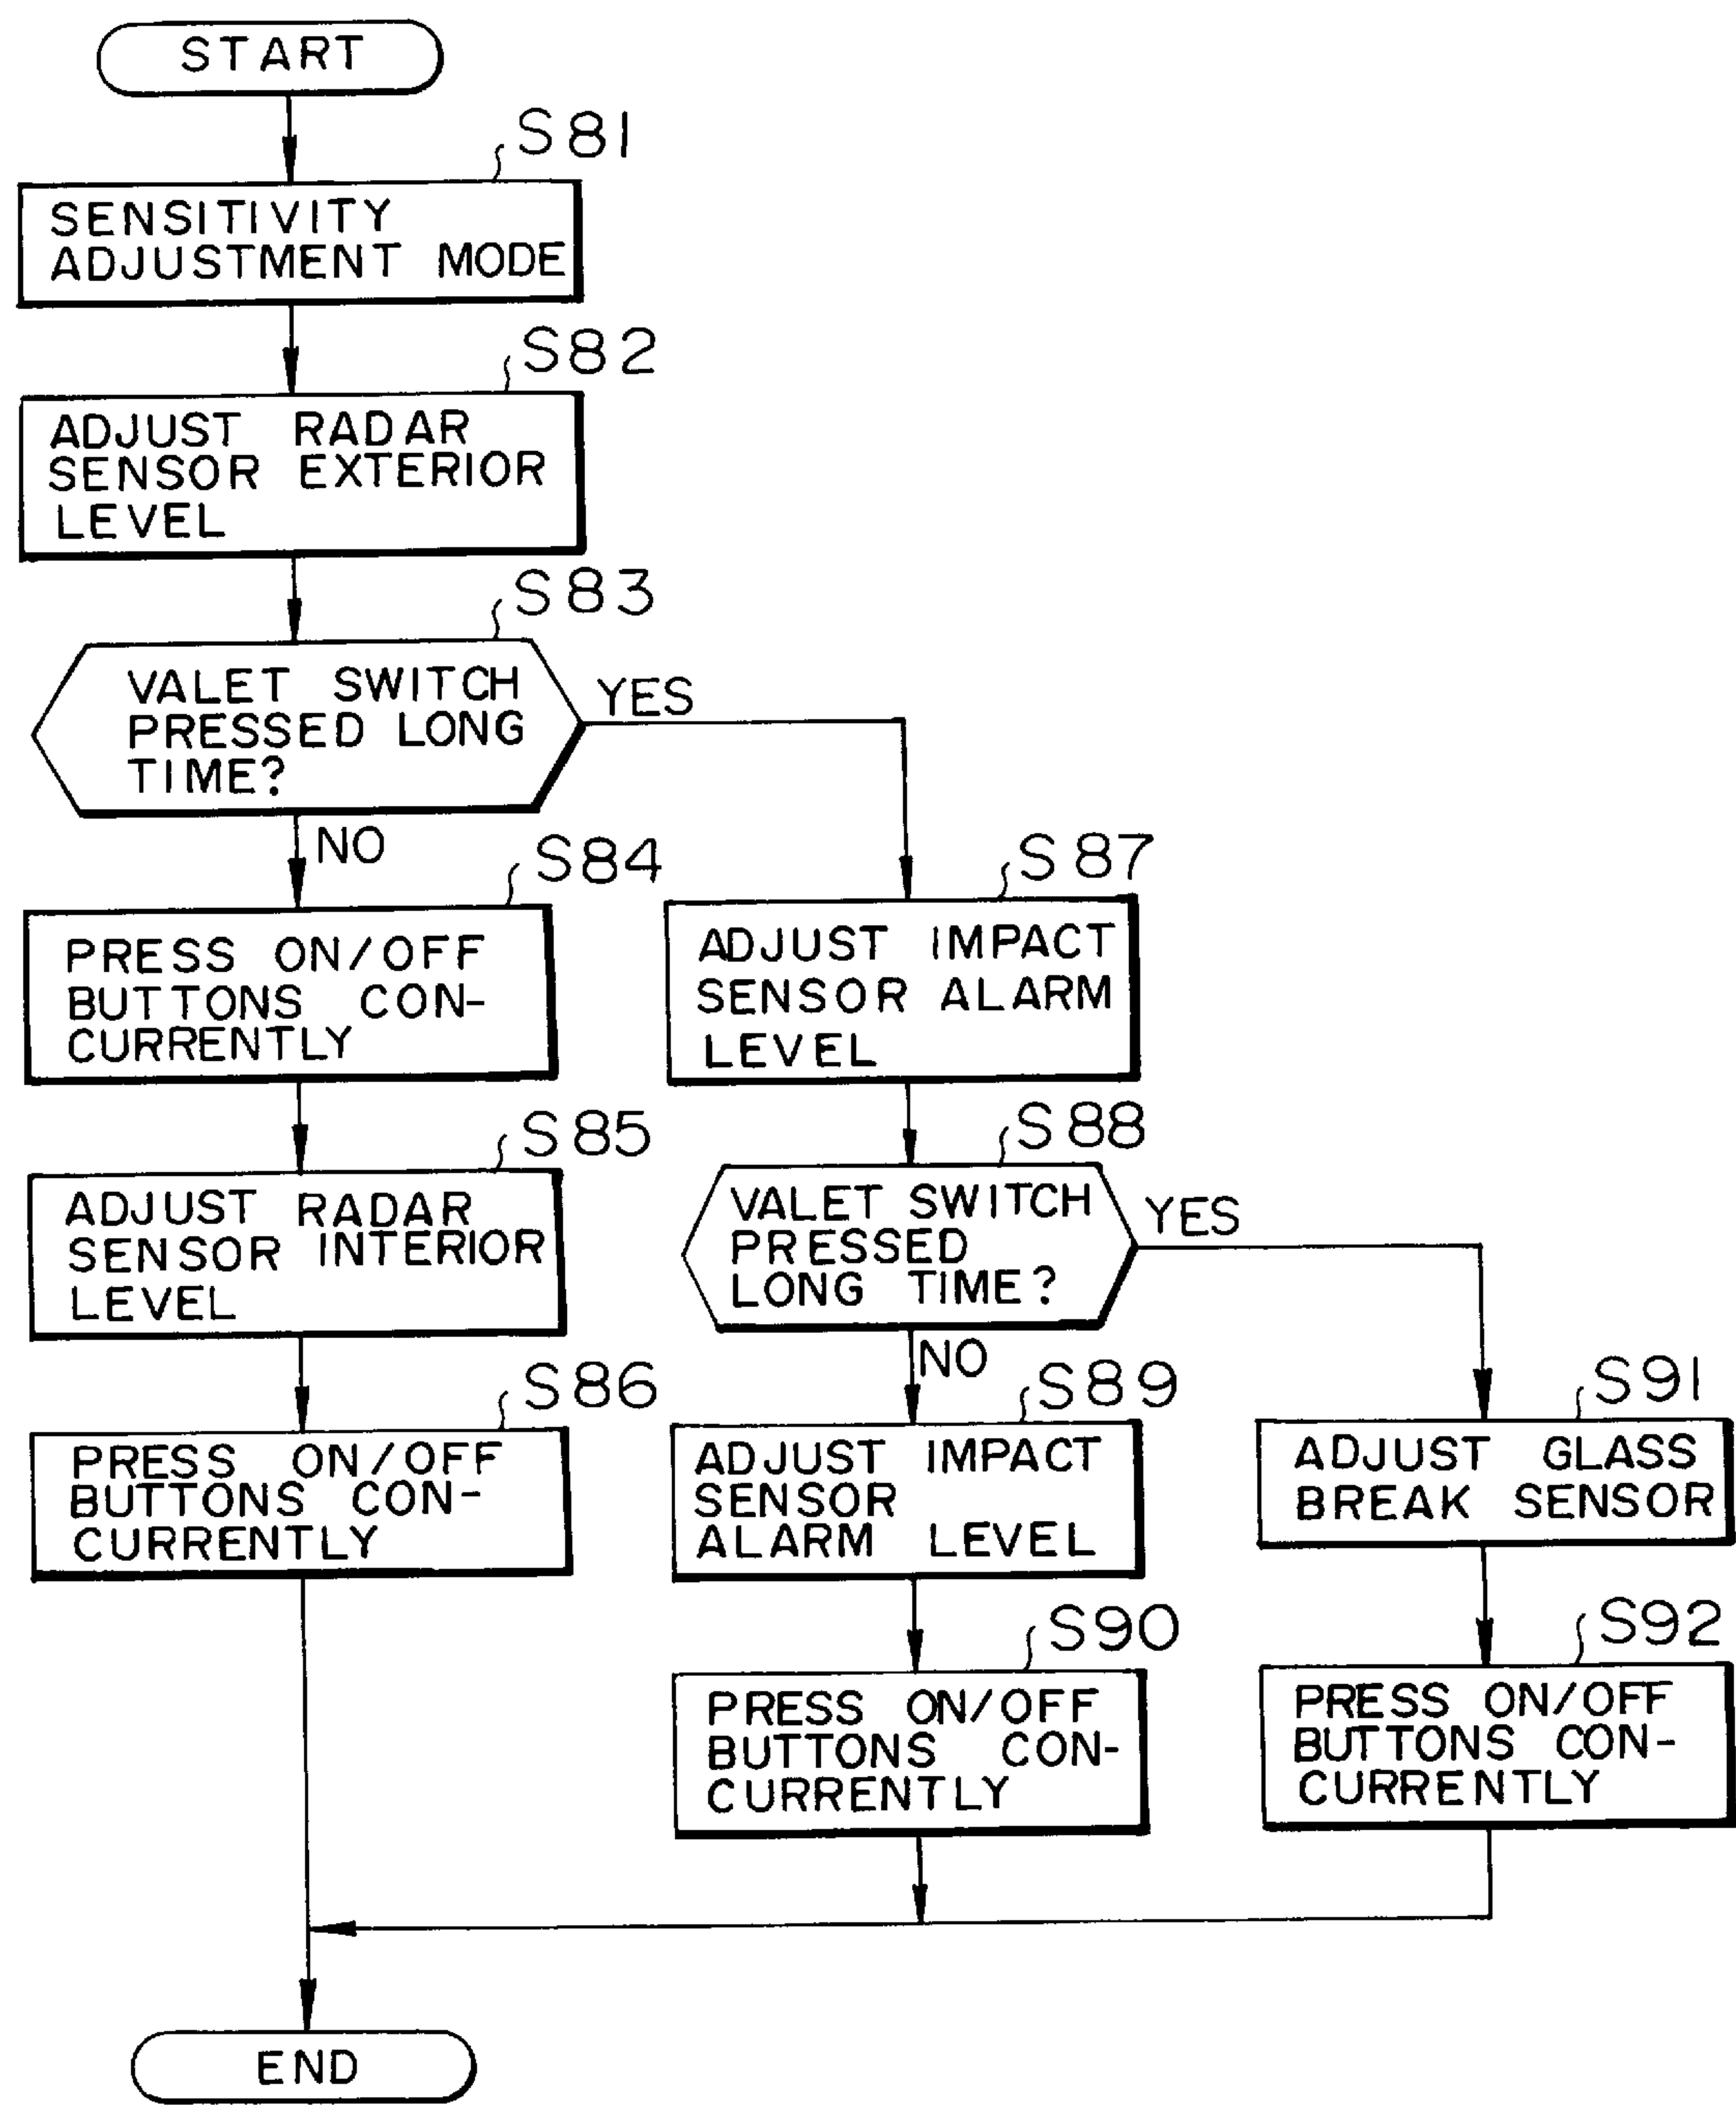 START
S81
SENSITIVITY
ADJUSTMENT MODE
S82
ADJUST RADAR
SENSOR EXTERIOR
LEVEL
S83
VALET SWITCH
PRESSED LONG
TIME?
YES
NO
S84
PRESS ON/OFF
BUTTONS CON-
CURRENTLY
S85
ADJUST RADAR
SENSOR INTERIOR
LEVEL
S86
PRESS ON/OFF
BUTTONS CON-
CURRENTLY
S87
ADJUST IMPACT
SENSOR ALARM
LEVEL
S88
VALET SWITCH
PRESSED
LONG TIME?
YES
NO
S89
ADJUST IMPACT
SENSOR
ALARM LEVEL
S90
PRESS ON/OFF
BUTTONS CON-
CURRENTLY
S91
ADJUST GLASS
BREAK SENSOR
S92
PRESS ON/OFF
BUTTONS CON-
CURRENTLY
END